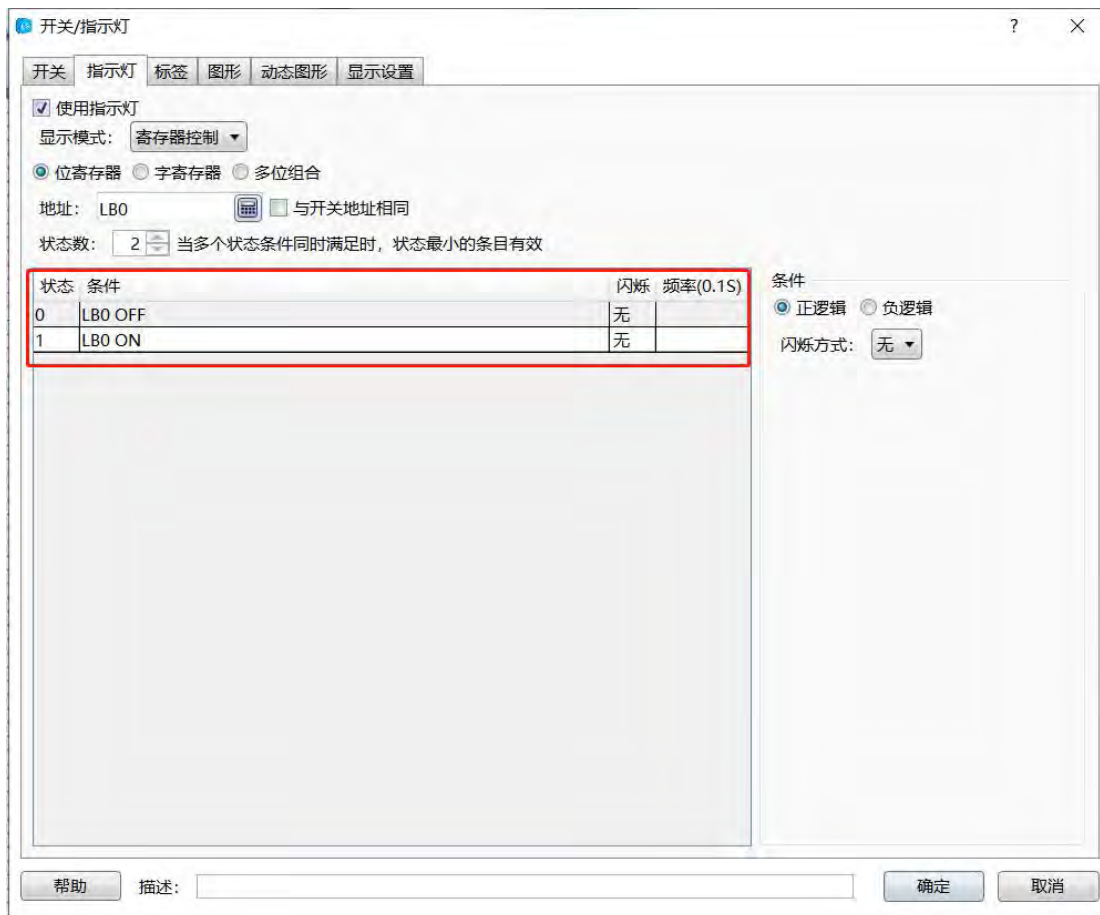 开关/指示灯 ?
开关 指示灯 标签 图形 动态图形 显示设置
使用指示灯
显示模式: 寄存器控制
位寄存器 字寄存器 多位组合
地址: LB0 与开关地址相同
状态数: 2 当多个状态条件同时满足时，状态最小的条目有效
状态 条件 闪烁 频率(0.1S)
0 LB0 OFF 无
1 LB0 ON 无
条件
正逻辑 负逻辑
闪烁方式: 无
帮助 描述: 确定 取消